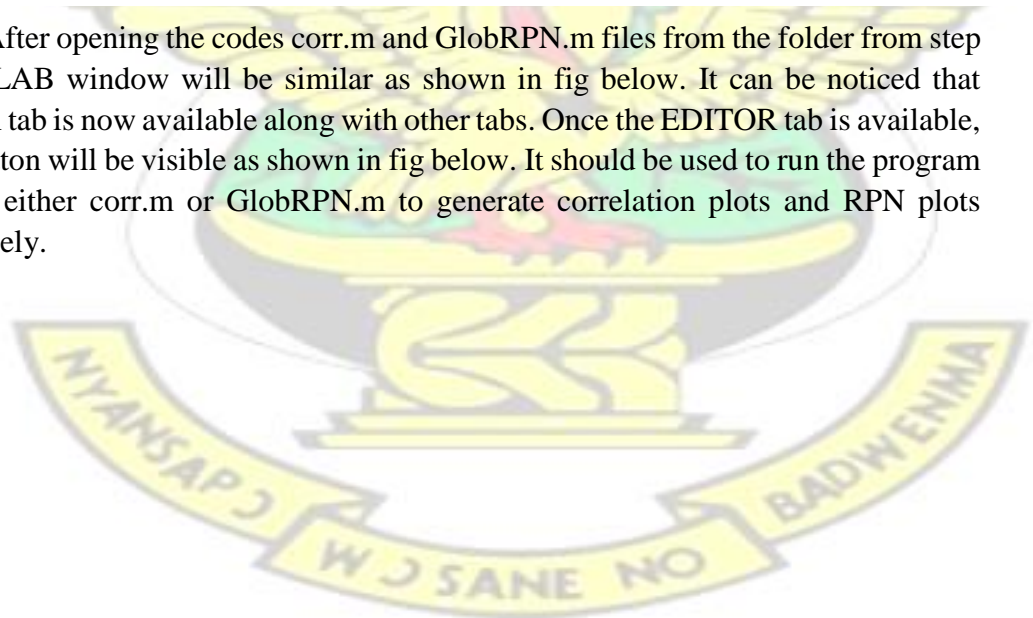 After opening the codes corr.m and GlobRPN.m files from the folder from step
LAB window will be similar as shown in fig below. It can be noticed that
tab is now available along with other tabs. Once the EDITOR tab is available,
ton will be visible as shown in fig below. It should be used to run the program
either corr.m or GlobRPN.m to generate correlation plots and RPN plots
ely.
NYANSAPƆ
WƆ SANE NO
BADWENMA